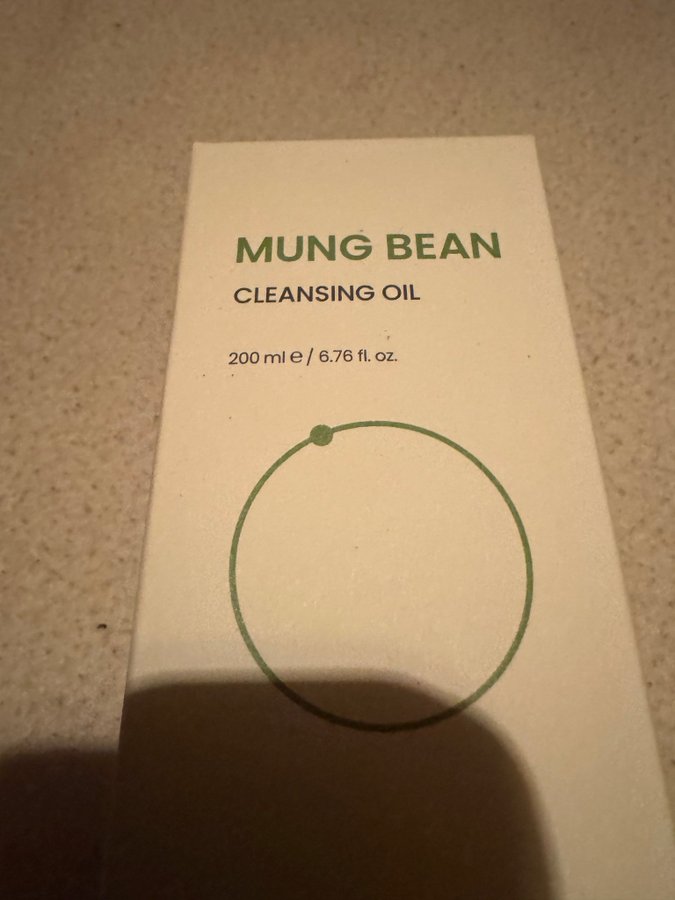 MUNG BEAN
CLEANSING OIL
200 ml ℮ / 6.76 fl. oz.